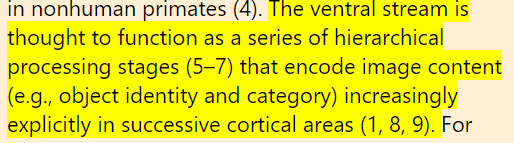 in nonhuman primates (4). The ventral stream is
thought to function as a series of hierarchical
processing stages (5–7) that encode image content
(e.g., object identity and category) increasingly
explicitly in successive cortical areas (1, 8, 9). For